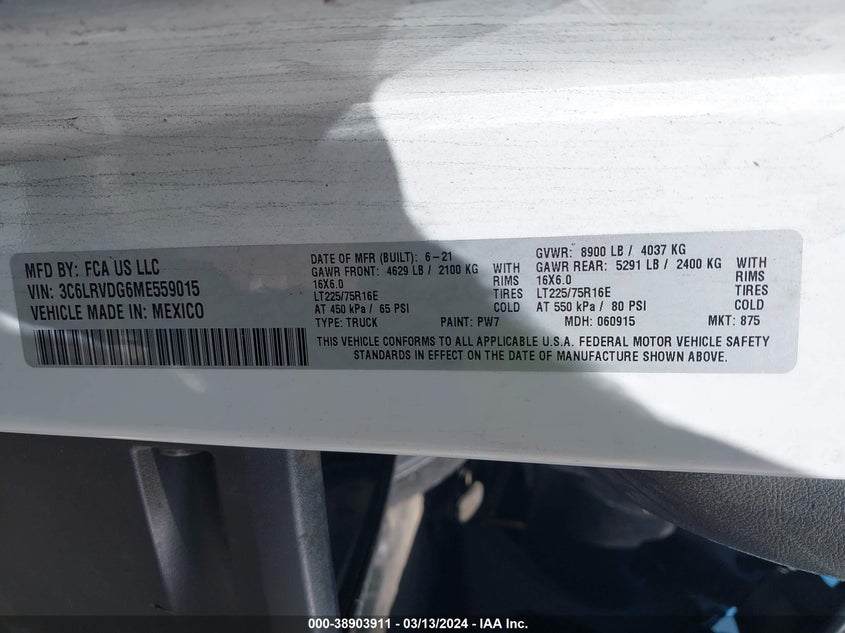 MFD BY: FCA US LLC
VIN: 3C6LRVDG6ME559015
VEHICLE MADE IN: MEXICO
DATE OF MFR (BUILT): 6-21 GVWR: 8900 LB / 4037 KG
GAWR FRONT: 4629 LB / 2100 KG WITH GAWR REAR: 5291 LB / 2400 KG WITH
16X6.0 RIMS 16X6.0 RIMS
LT225/75R16E TIRES LT225/75R16E TIRES
AT 450 kPa / 65 PSI COLD AT 550 kPa / 80 PSI COLD
TYPE: TRUCK PAINT: PW7 MDH: 060915 MKT: 875
THIS VEHICLE CONFORMS TO ALL APPLICABLE U.S.A. FEDERAL MOTOR VEHICLE SAFETY
STANDARDS IN EFFECT ON THE DATE OF MANUFACTURE SHOWN ABOVE.
000-38903911 - 03/13/2024 - IAA Inc.